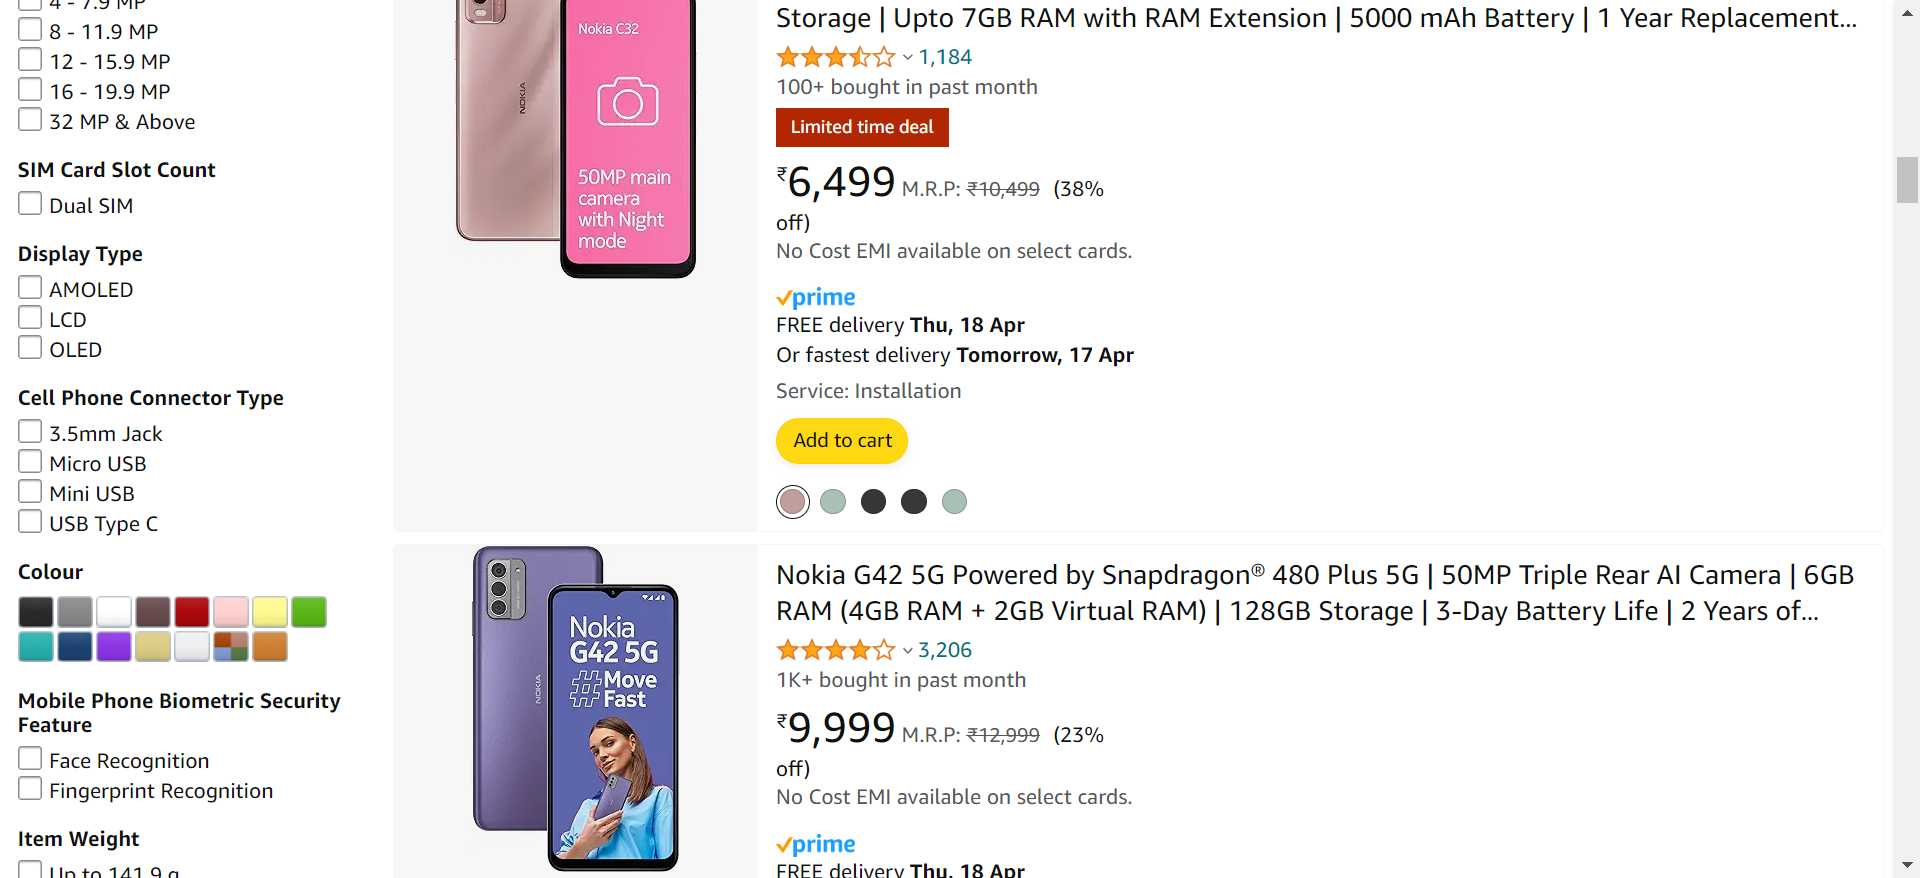 4 - 7.9 MP
8 - 11.9 MP
12 - 15.9 MP
16 - 19.9 MP
32 MP & Above
SIM Card Slot Count
Dual SIM
Display Type
AMOLED
LCD
OLED
Cell Phone Connector Type
3.5mm Jack
Micro USB
Mini USB
USB Type C
Colour
Mobile Phone Biometric Security
Feature
Face Recognition
Fingerprint Recognition
Item Weight
Up to 141.9 g
NOKIA
Nokia C32
50MP main
camera
with Night
mode
Storage | Upto 7GB RAM with RAM Extension | 5000 mAh Battery | 1 Year Replacement...
1,184
100+ bought in past month
Limited time deal
₹6,499 M.R.P: ₹10,499 (38%
off)
No Cost EMI available on select cards.
prime
FREE delivery Thu, 18 Apr
Or fastest delivery Tomorrow, 17 Apr
Service: Installation
Add to cart
NOKIA
Nokia
G42 5G
#Move
Fast
Nokia G42 5G Powered by Snapdragon® 480 Plus 5G | 50MP Triple Rear AI Camera | 6GB
RAM (4GB RAM + 2GB Virtual RAM) | 128GB Storage | 3-Day Battery Life | 2 Years of...
3,206
1K+ bought in past month
₹9,999 M.R.P: ₹12,999 (23%
off)
No Cost EMI available on select cards.
prime
FREE delivery Thu, 18 Apr